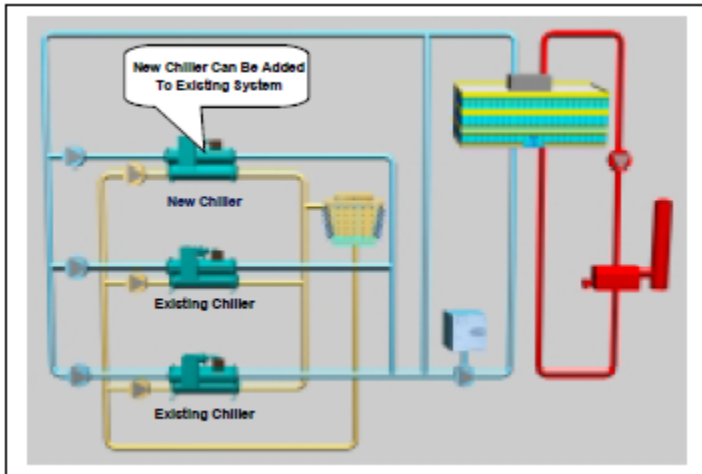 New Chiller Can Be Added
To Existing System
New Chiller
Existing Chiller
Existing Chiller